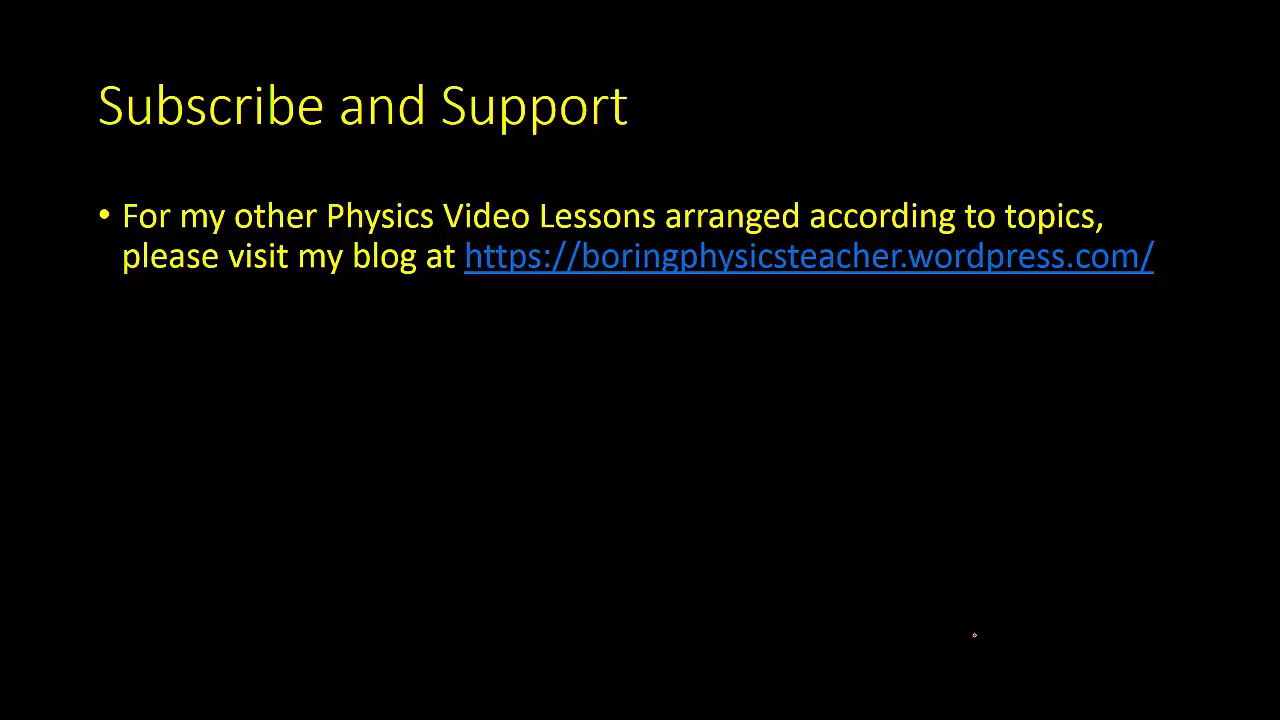 Subscribe and Support
• For my other Physics Video Lessons arranged according to topics,
please visit my blog at https://boringphysicsteacher.wordpress.com/